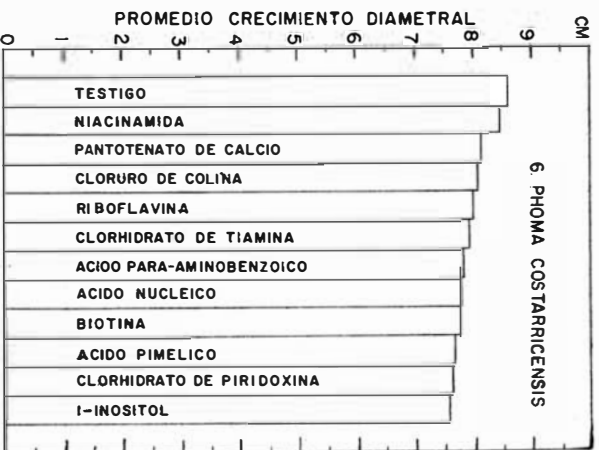 PROMEDIO CRECIMIENTO DIAMETRAL
CM
0 1 2 3 4 5 6 7 8 9
TESTIGO
NIACINAMIDA
PANTOTENATO DE CALCIO
CLORURO DE COLINA
RIBOFLAVINA
CLORHIDRATO DE TIAMINA
ACIOO PARA-AMINOBENZOICO
ACIDO NUCLEICO
BIOTINA
ACIDO PIMELICO
CLORHIDRATO DE PIRIDOXINA
I-INOSITOL
6. PHOMA COSTARRICENSIS